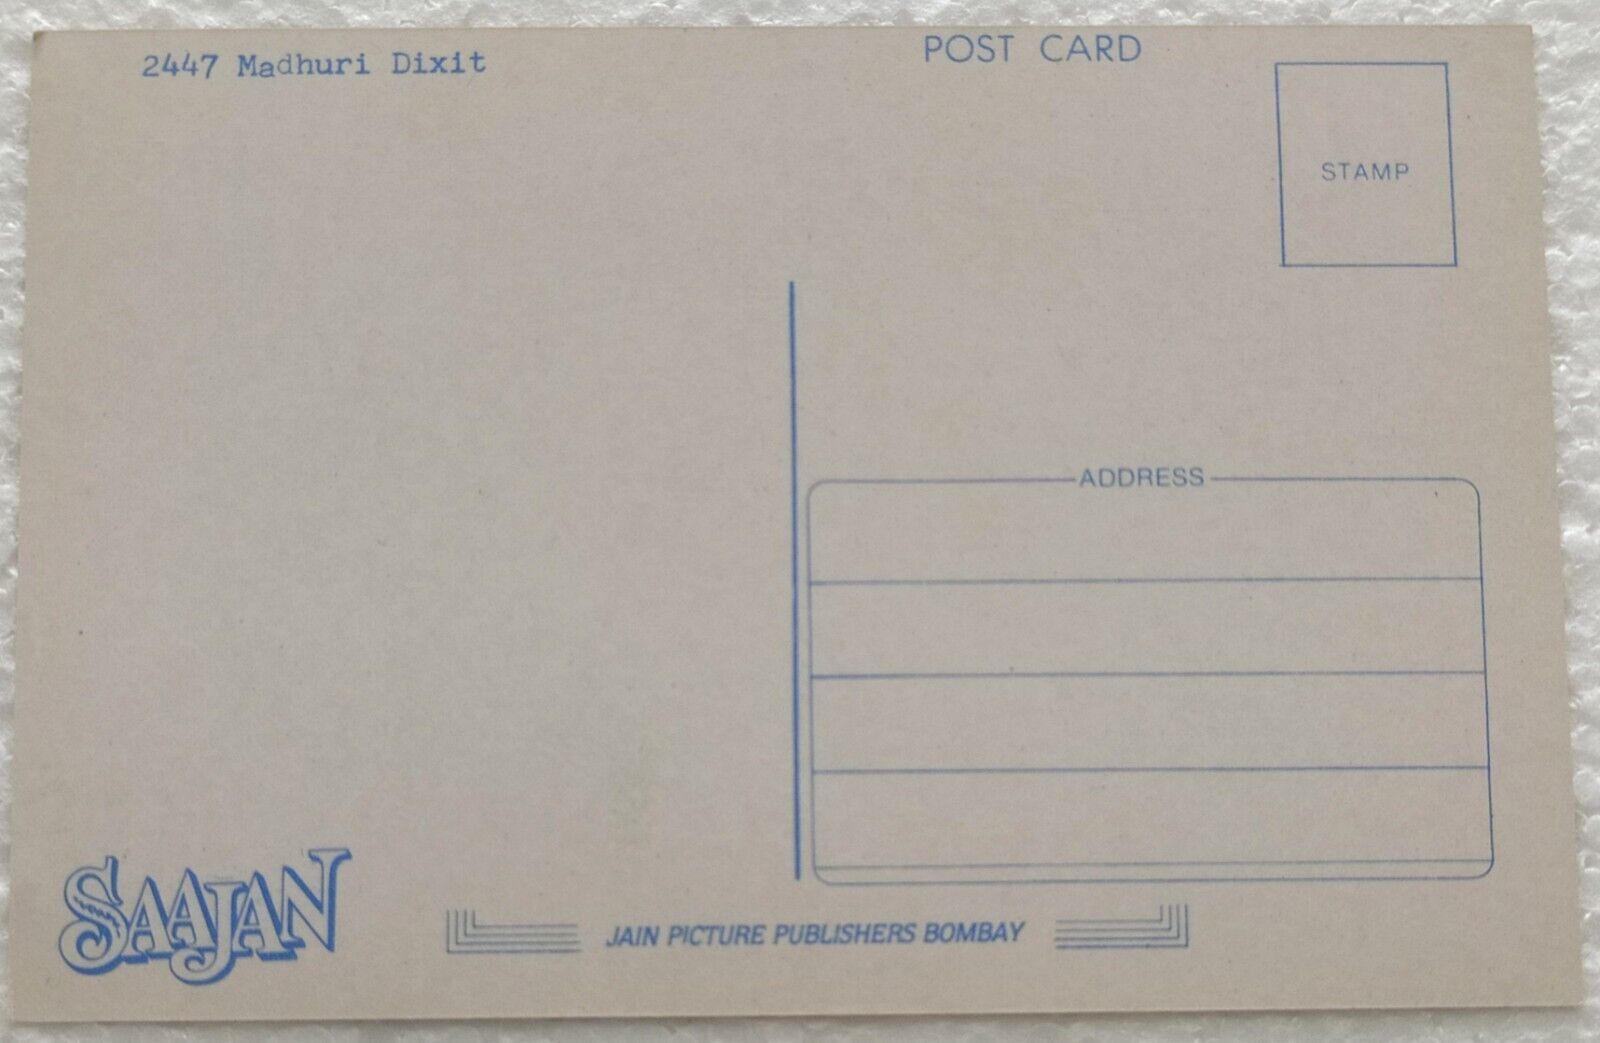 2447 Madhuri Dixit
POST CARD
STAMP
ADDRESS
SAAJAN
JAIN PICTURE PUBLISHERS BOMBAY